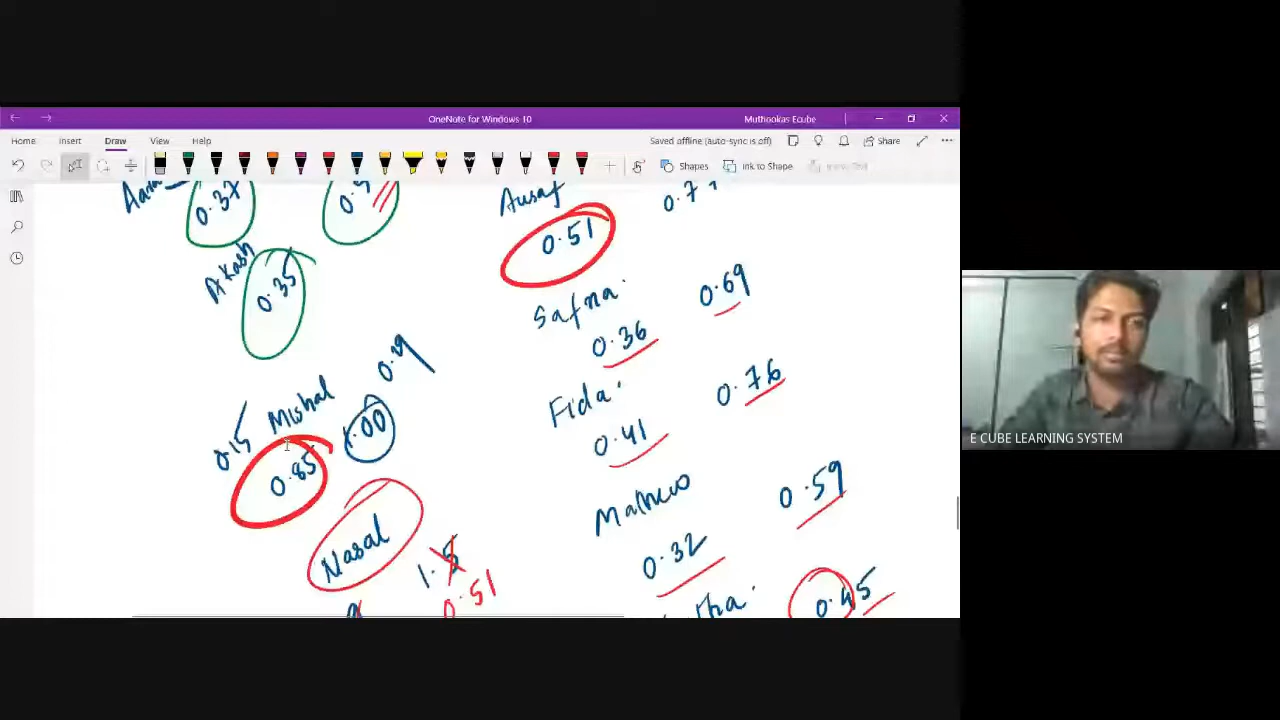 OneNote for Windows 10
Muthookas Ecube
Home Insert Draw View Help
Saved offline (auto-sync is off)
Share
Shapes
Ink to Shape
0.37
Akash
0.35
0.15 Mishal
0.85
1.00
Nasal
1.5
0.51
Ausaf
0.51
Safna
0.36
0.69
Fida
0.41
0.76
Mathew
0.32
0.59
0.45
E CUBE LEARNING SYSTEM